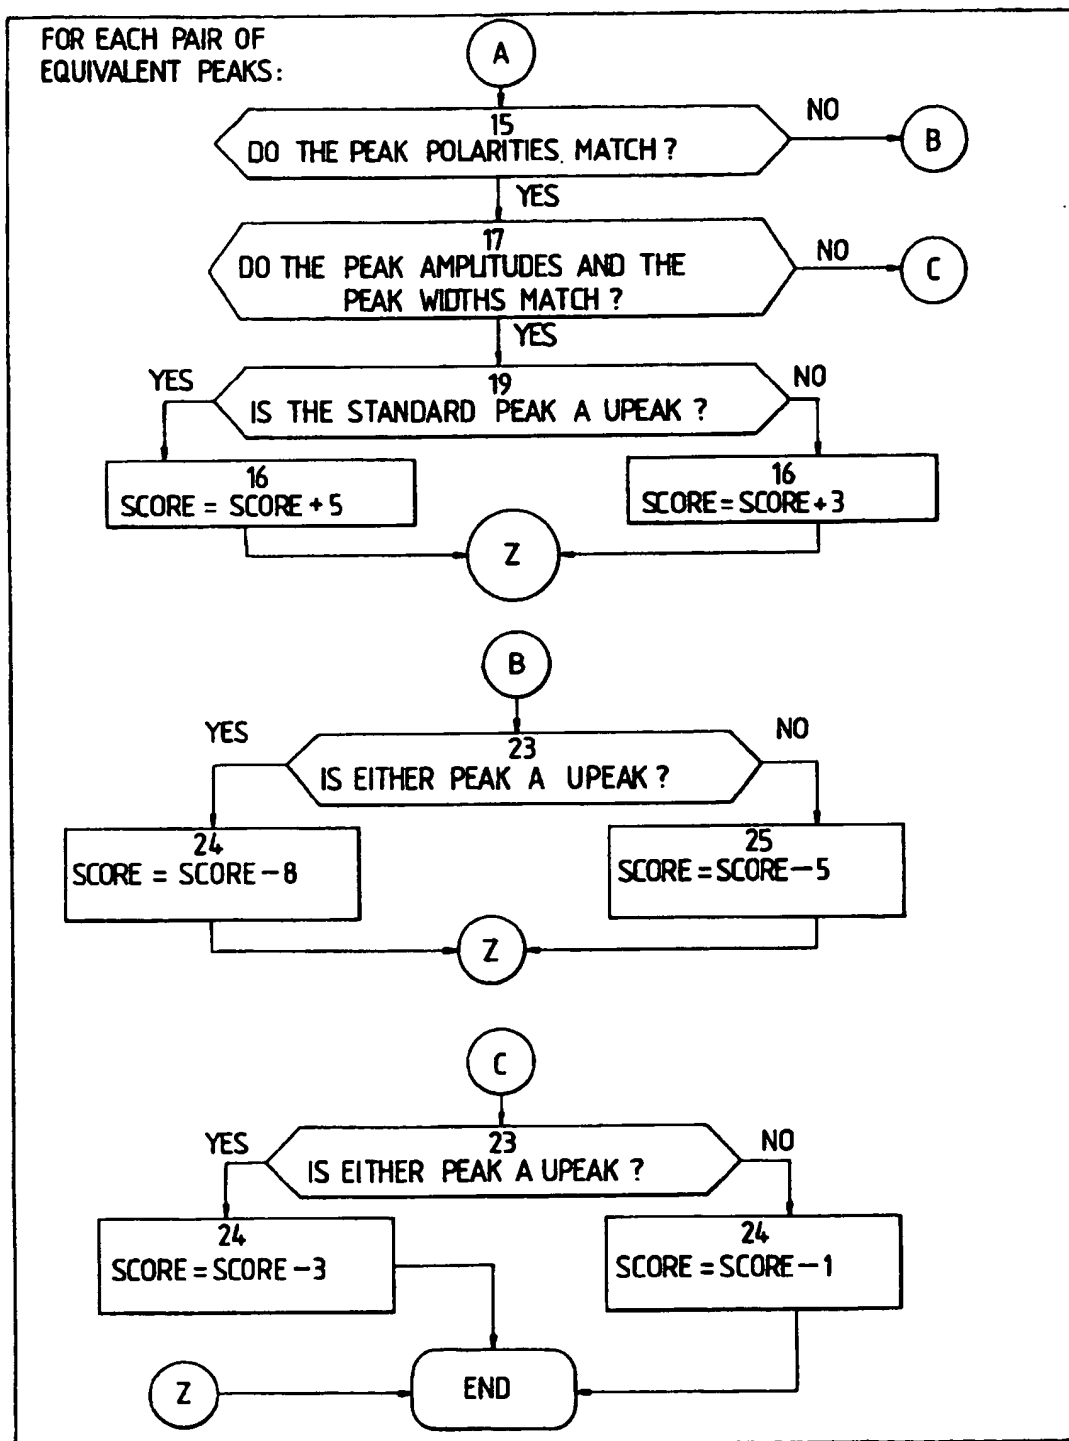 FOR EACH PAIR OF
EQUIVALENT PEAKS:
A
15
DO THE PEAK POLARITIES MATCH?
NO
B
YES
17
DO THE PEAK AMPLITUDES AND THE
PEAK WIDTHS MATCH?
NO
C
YES
YES
19
IS THE STANDARD PEAK A UPEAK?
NO
16
SCORE = SCORE + 5
16
SCORE = SCORE + 3
Z
B
YES
23
IS EITHER PEAK A UPEAK?
NO
24
SCORE = SCORE - 8
25
SCORE = SCORE - 5
Z
C
YES
23
IS EITHER PEAK A UPEAK?
NO
24
SCORE = SCORE - 3
24
SCORE = SCORE - 1
Z
END